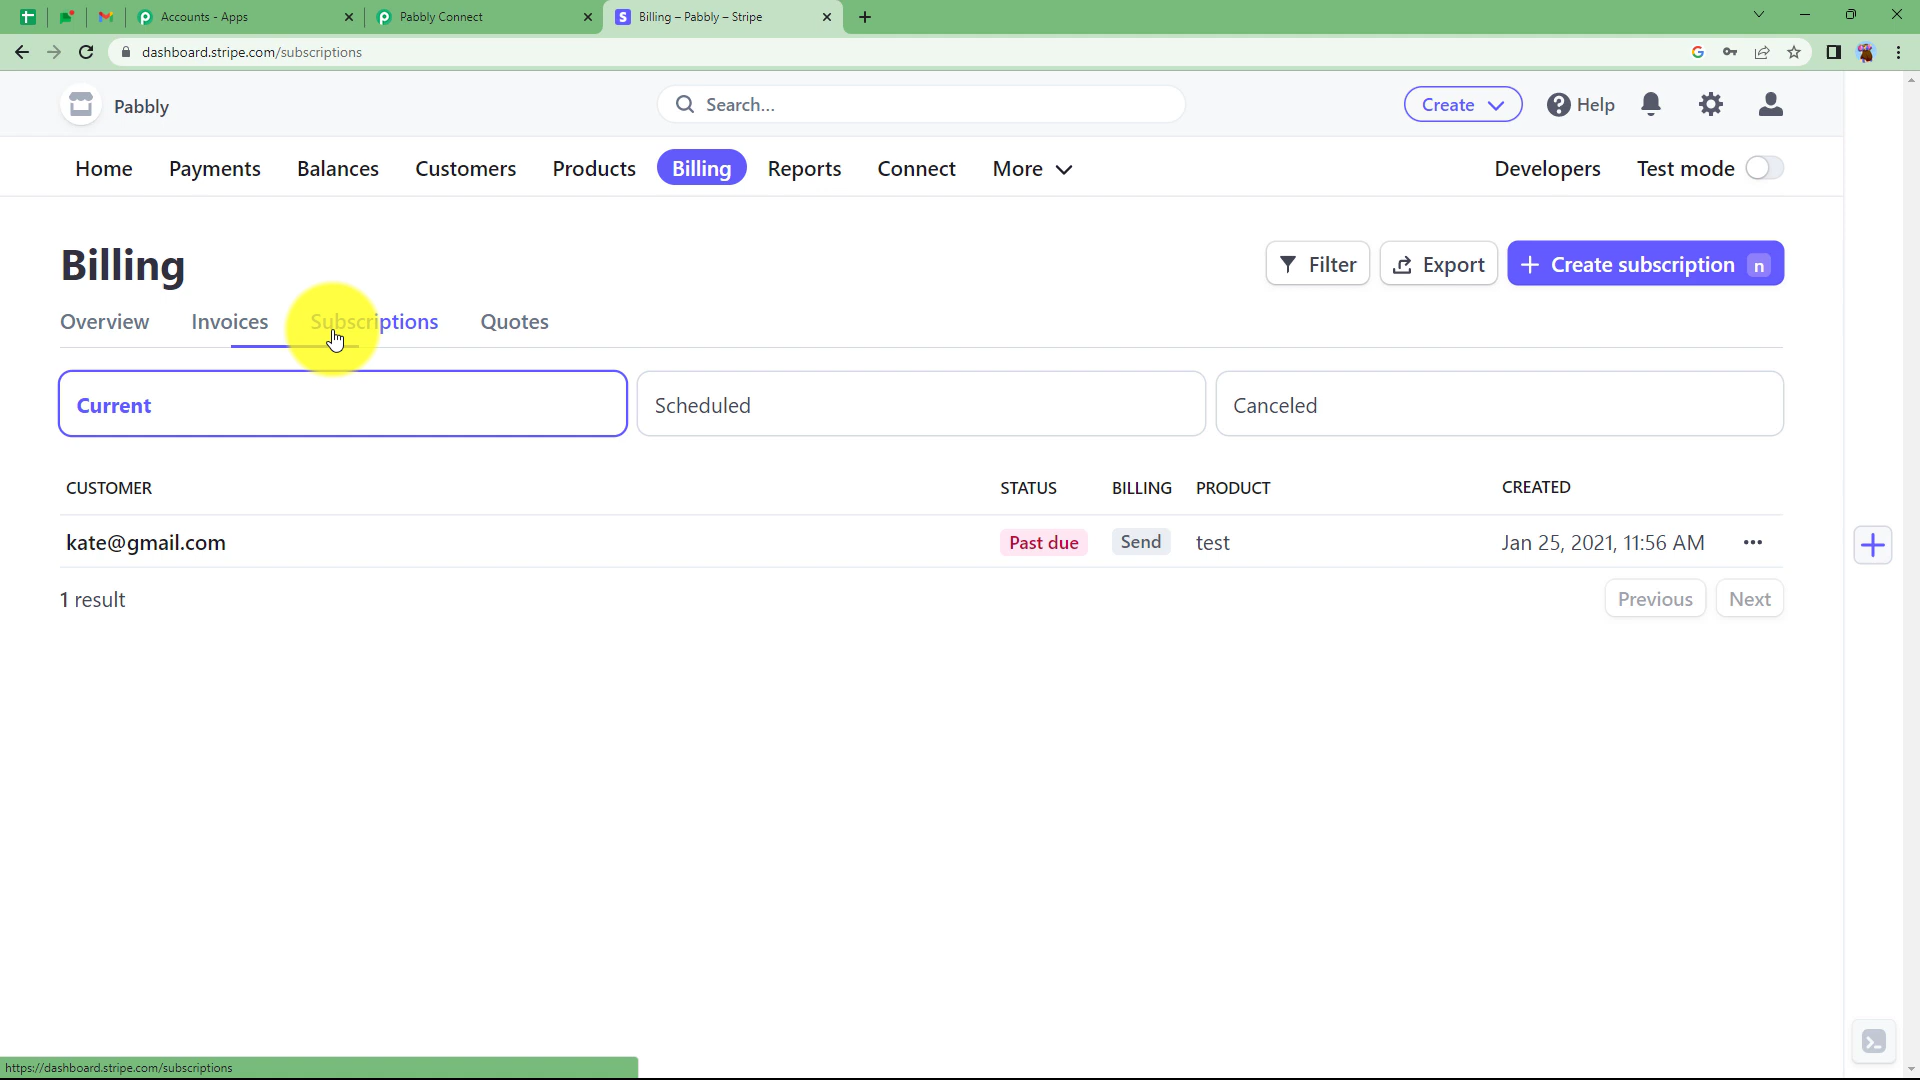 Accounts - Apps
Pabbly Connect
Billing – Pabbly – Stripe
dashboard.stripe.com/subscriptions
Pabbly
Search...
Create
Help
Home
Payments
Balances
Customers
Products
Billing
Reports
Connect
More
Developers
Test mode
Billing
Filter
Export
Create subscription n
Overview
Invoices
Subscriptions
Quotes
Current
Scheduled
Canceled
CUSTOMER
STATUS
BILLING
PRODUCT
CREATED
kate@gmail.com
Past due
Send
test
Jan 25, 2021, 11:56 AM
1 result
Previous
Next
https://dashboard.stripe.com/subscriptions